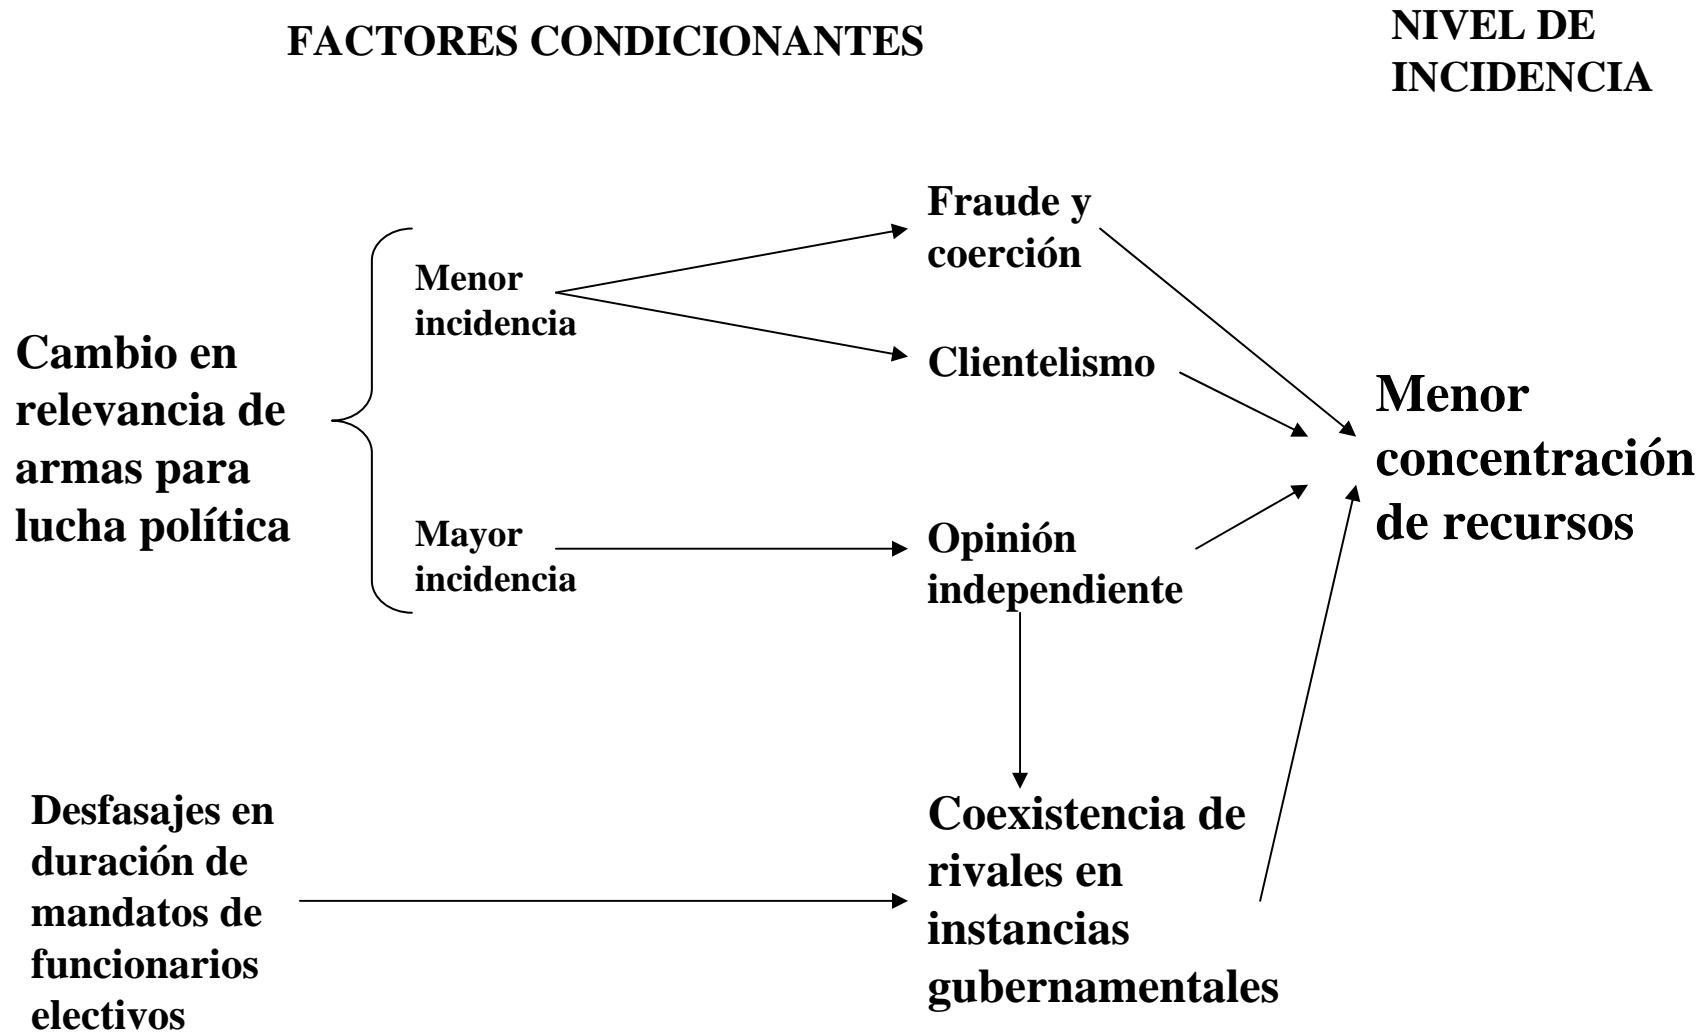 FACTORES CONDICIONANTES
NIVEL DE
INCIDENCIA
Cambio en
relevancia de
armas para
lucha política
Menor
incidencia
Mayor
incidencia
Fraude y
coerción
Clientelismo
Opinión
independiente
Menor
concentración
de recursos
Desfasajes en
duración de
mandatos de
funcionarios
electivos
Coexistencia de
rivales en
instancias
gubernamentales